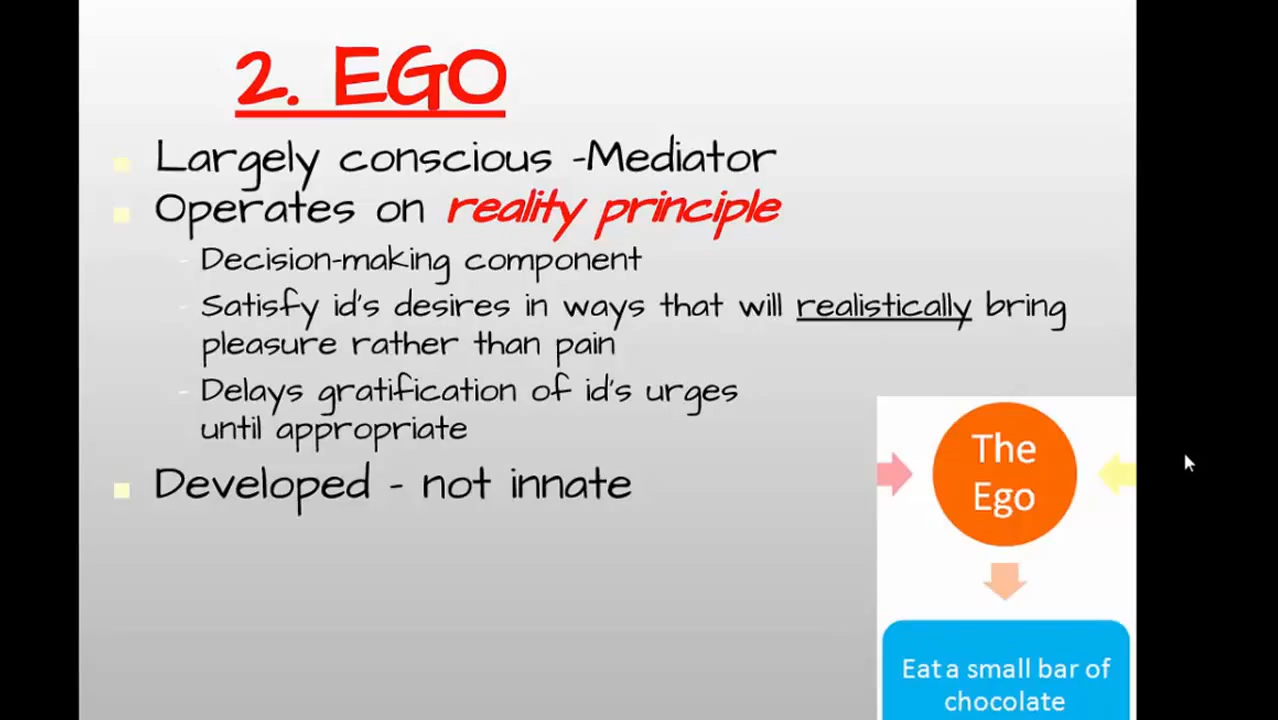 2. EGO
Largely conscious -Mediator
Operates on reality principle
- Decision-making component
- Satisfy id's desires in ways that will realistically bring
pleasure rather than pain
- Delays gratification of id's urges
until appropriate
Developed - not innate
The
Ego
Eat a small bar of
chocolate